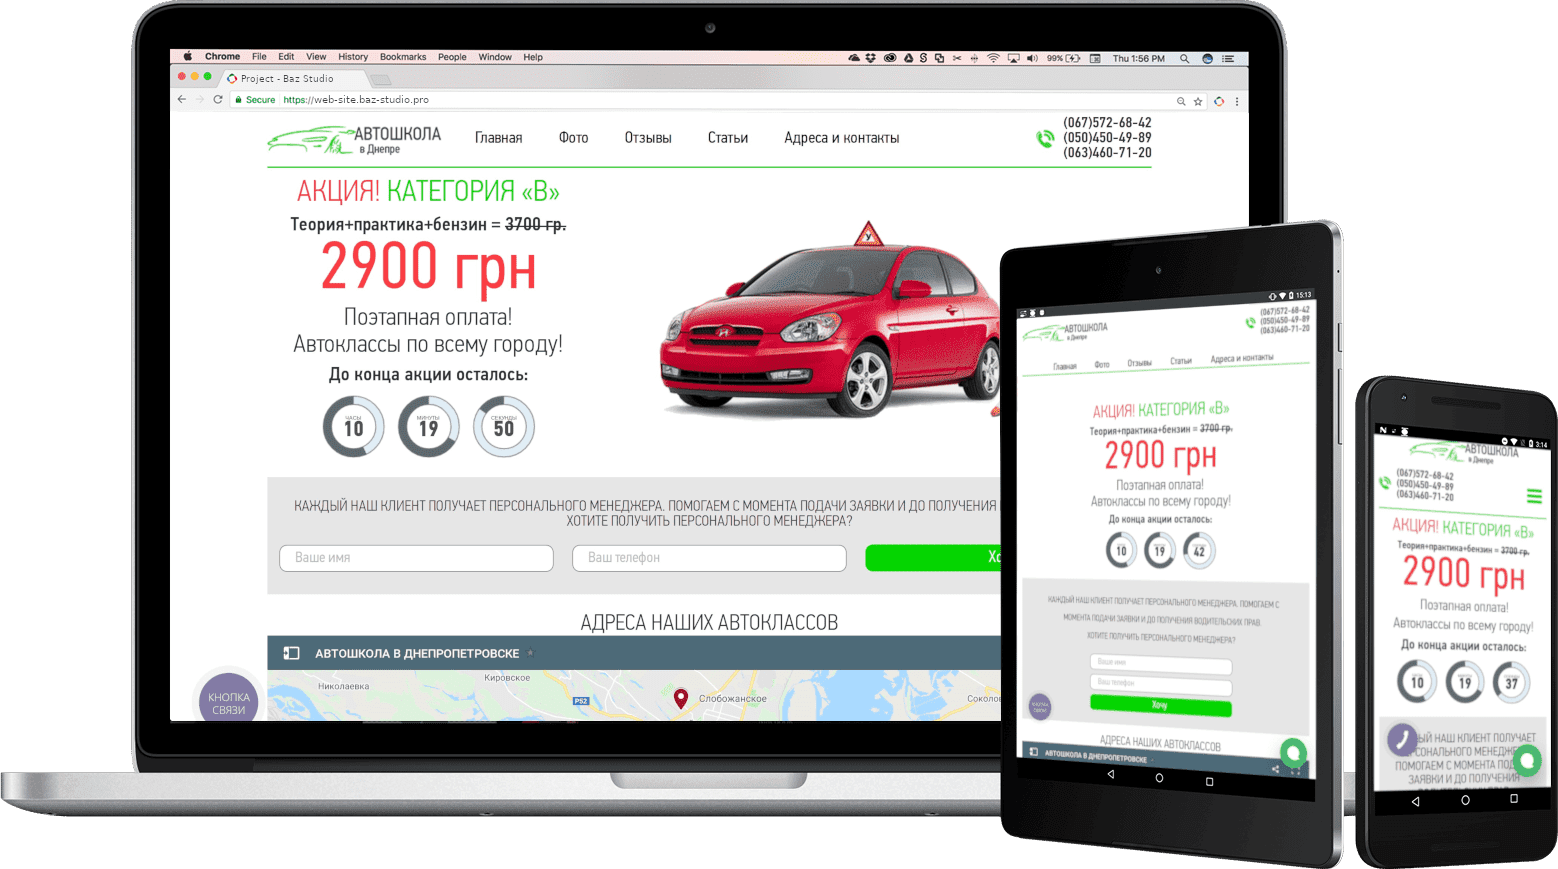 Chrome File Edit View History Bookmarks People Window Help
99% Thu 1:56 PM
Project - Baz Studio
Secure https://web-site.baz-studio.pro
АВТОШКОЛА
в Днепре
Главная Фото Отзывы Статьи Адреса и контакты
(067)572-68-42
(050)450-49-89
(063)460-71-20
АКЦИЯ! КАТЕГОРИЯ «В»
Теория+практика+бензин = 3700 гр.
2900 грн
Поэтапная оплата!
Автоклассы по всему городу!
До конца акции осталось:
ЧАСЫ МИНУТЫ СЕКУНДЫ
10 19 50
У
КАЖДЫЙ НАШ КЛИЕНТ ПОЛУЧАЕТ ПЕРСОНАЛЬНОГО МЕНЕДЖЕРА. ПОМОГАЕМ С МОМЕНТА ПОДАЧИ ЗАЯВКИ И ДО ПОЛУЧЕНИЯ
ХОТИТЕ ПОЛУЧИТЬ ПЕРСОНАЛЬНОГО МЕНЕДЖЕРА?
Ваше имя Ваш телефон Хо
АДРЕСА НАШИХ АВТОКЛАССОВ
АВТОШКОЛА В ДНЕПРОПЕТРОВСКЕ
Николаевка Кировское P52 Слобожанское Соколо
КНОПКА
СВЯЗИ
15:13
АВТОШКОЛА
в Днепре
(067)572-68-42
(050)450-49-89
(063)460-71-20
Главная Фото Отзывы Статьи Адреса и контакты
АКЦИЯ! КАТЕГОРИЯ «В»
Теория+практика+бензин = 3700 гр.
2900 грн
Поэтапная оплата!
Автоклассы по всему городу!
До конца акции осталось:
10 19 42
КАЖДЫЙ НАШ КЛИЕНТ ПОЛУЧАЕТ ПЕРСОНАЛЬНОГО МЕНЕДЖЕРА. ПОМОГАЕМ С
МОМЕНТА ПОДАЧИ ЗАЯВКИ И ДО ПОЛУЧЕНИЯ ВОДИТЕЛЬСКИХ ПРАВ.
ХОТИТЕ ПОЛУЧИТЬ ПЕРСОНАЛЬНОГО МЕНЕДЖЕРА?
Ваше имя
Ваш телефон
Хочу
КНОПКА
СВЯЗИ
АДРЕСА НАШИХ АВТОКЛАССОВ
АВТОШКОЛА В ДНЕПРОПЕТРОВСКЕ
3:14
АВТОШКОЛА
в Днепре
(067)572-68-42
(050)450-49-89
(063)460-71-20
АКЦИЯ! КАТЕГОРИЯ «В»
Теория+практика+бензин = 3700 гр.
2900 грн
Поэтапная оплата!
Автоклассы по всему городу!
До конца акции осталось:
10 19 37
ЫЙ НАШ КЛИЕНТ ПОЛУЧАЕТ
ЕРСОНАЛЬНОГО МЕНЕДЖЕ
ПОМОГАЕМ С МОМЕНТА ПОД
ЗАЯВКИ И ДО ПОЛУЧЕНИЯ